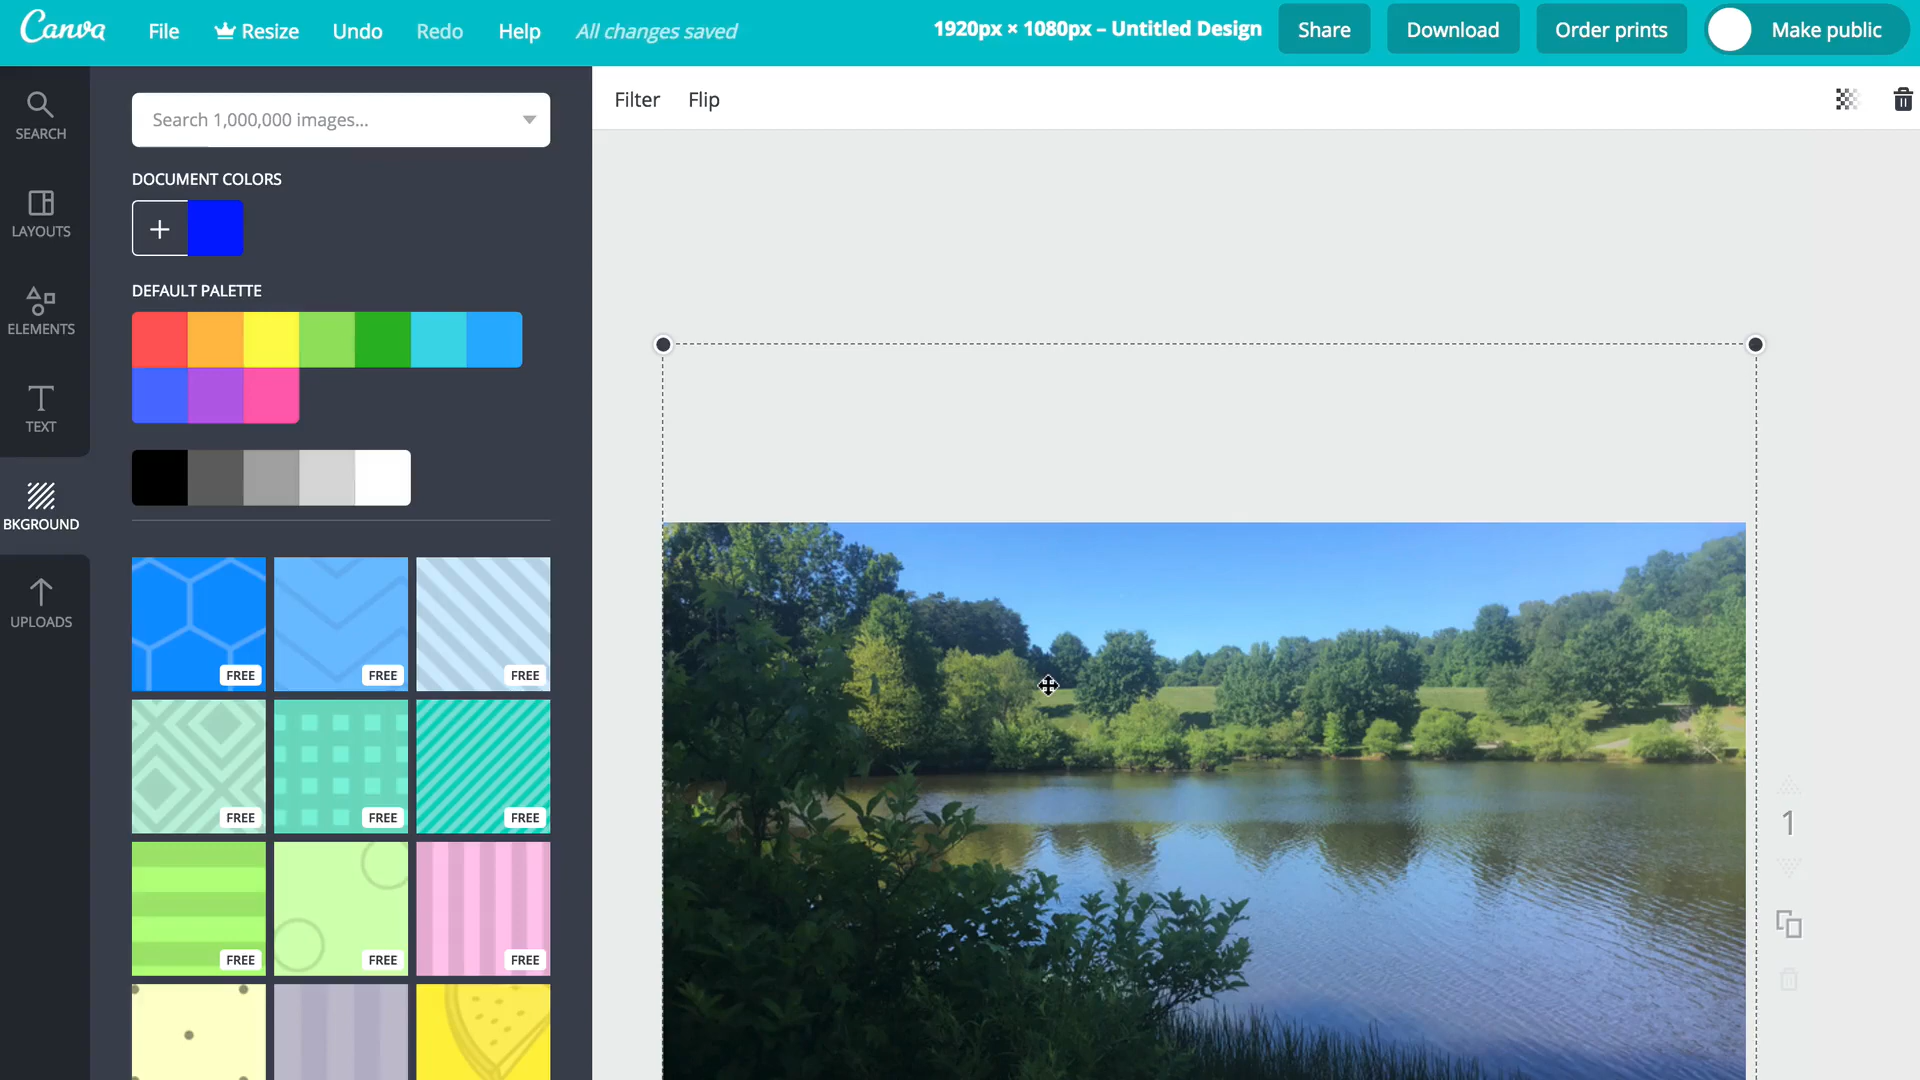 Canva File Resize Undo Redo Help All changes saved 1920px × 1080px – Untitled Design Share Download Order prints Make public
Filter Flip
SEARCH
LAYOUTS
ELEMENTS
TEXT
BKGROUND
UPLOADS
Search 1,000,000 images...
DOCUMENT COLORS
DEFAULT PALETTE
FREE FREE FREE
FREE FREE FREE
FREE FREE FREE
1